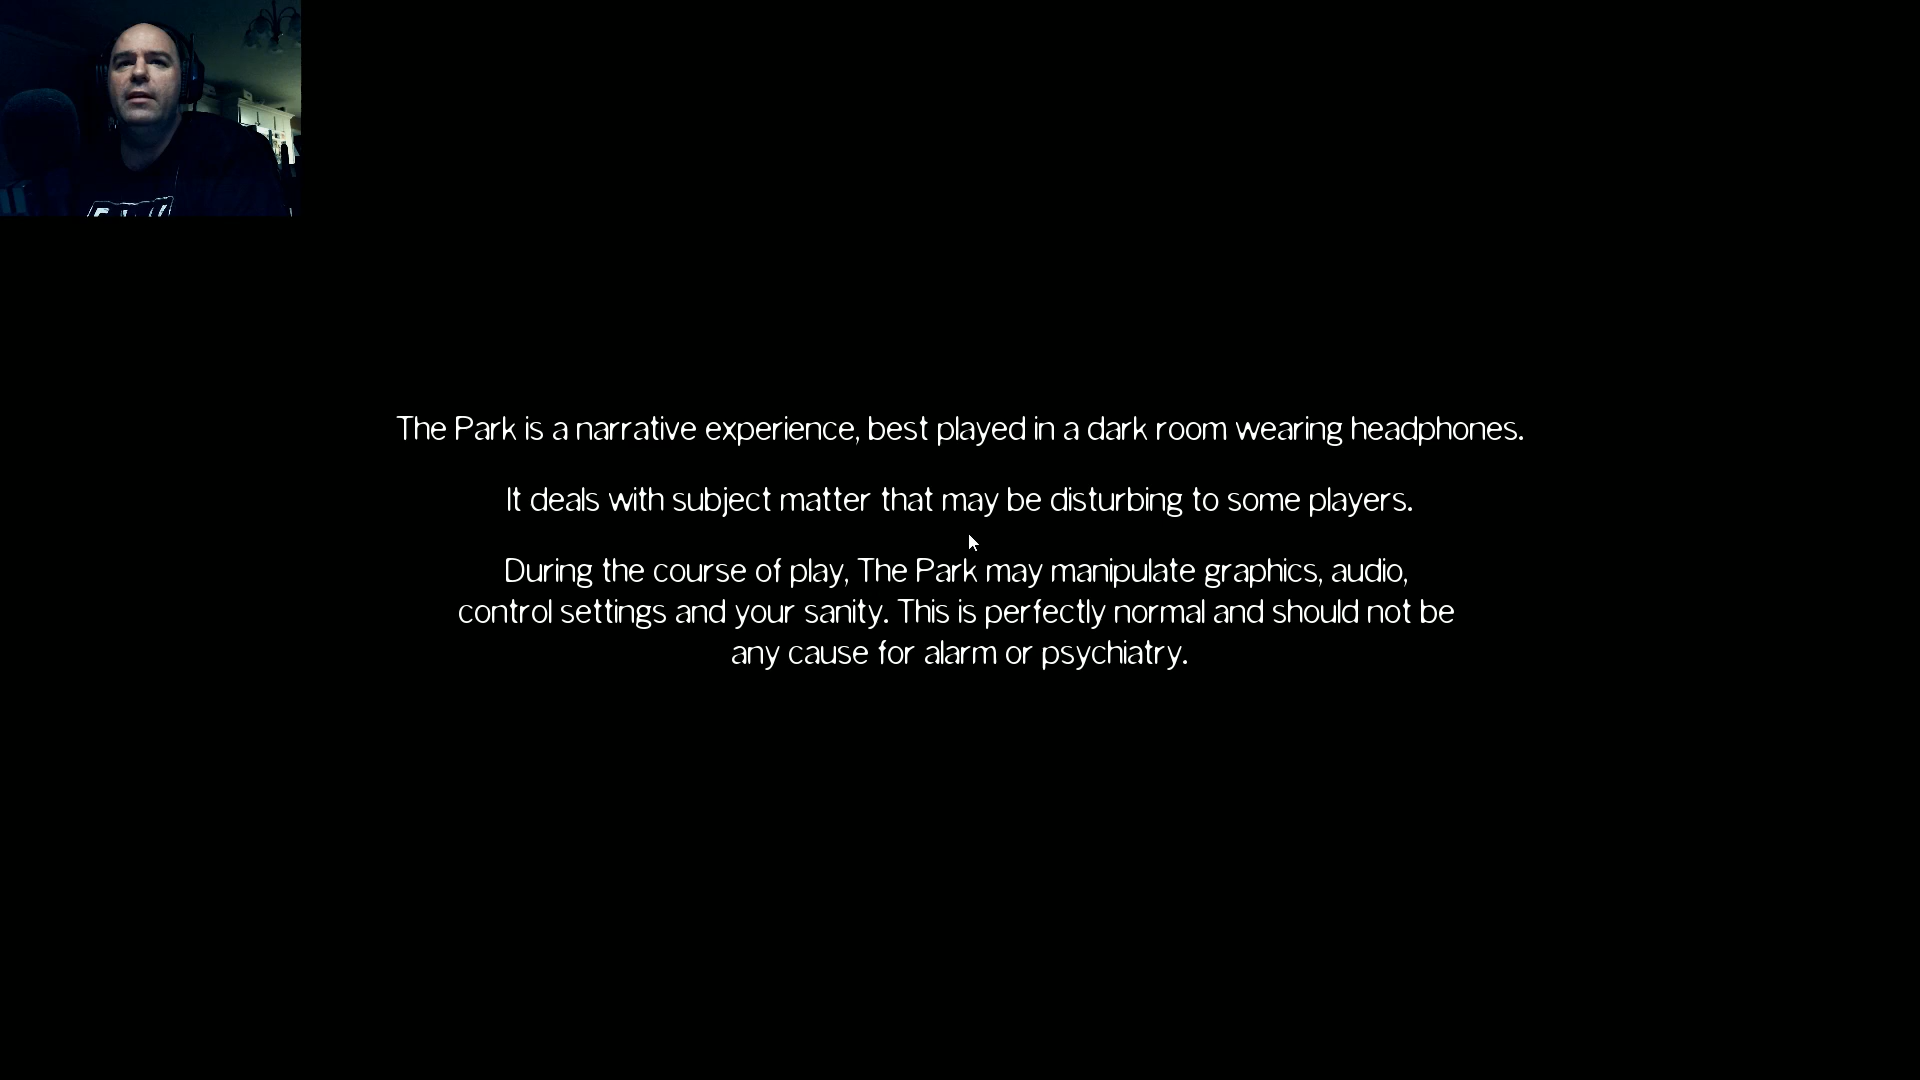 The Park is a narrative experience, best played in a dark room wearing headphones.
It deals with subject matter that may be disturbing to some players.
During the course of play, The Park may manipulate graphics, audio,
control settings and your sanity. This is perfectly normal and should not be
any cause for alarm or psychiatry.